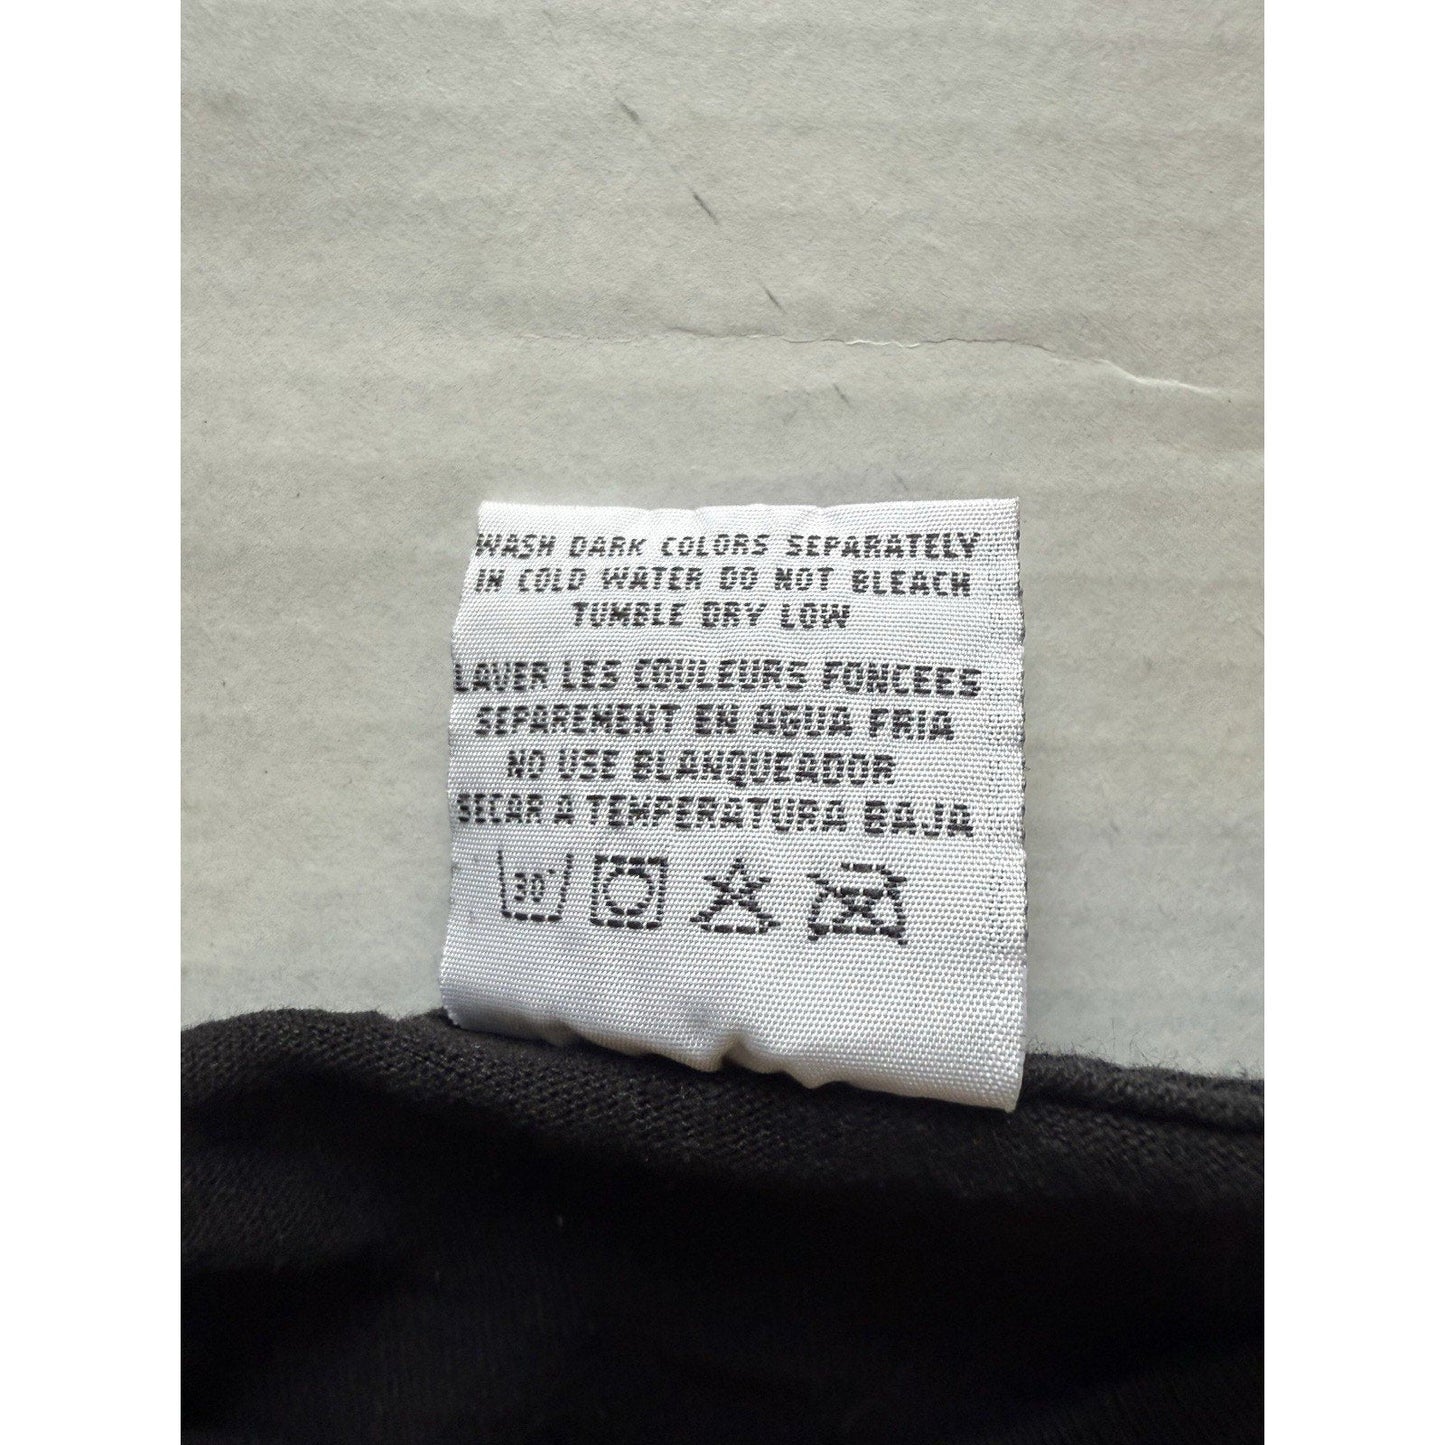 WASH DARK COLORS SEPARATELY
IN COLD WATER DO NOT BLEACH
TUMBLE DRY LOW
LAVER LES COULEURS FONCEES
SEPAREMENT EN AGUA FRIA
NO USE BLANQUEADOR
SECAR A TEMPERATURA BAJA
30°